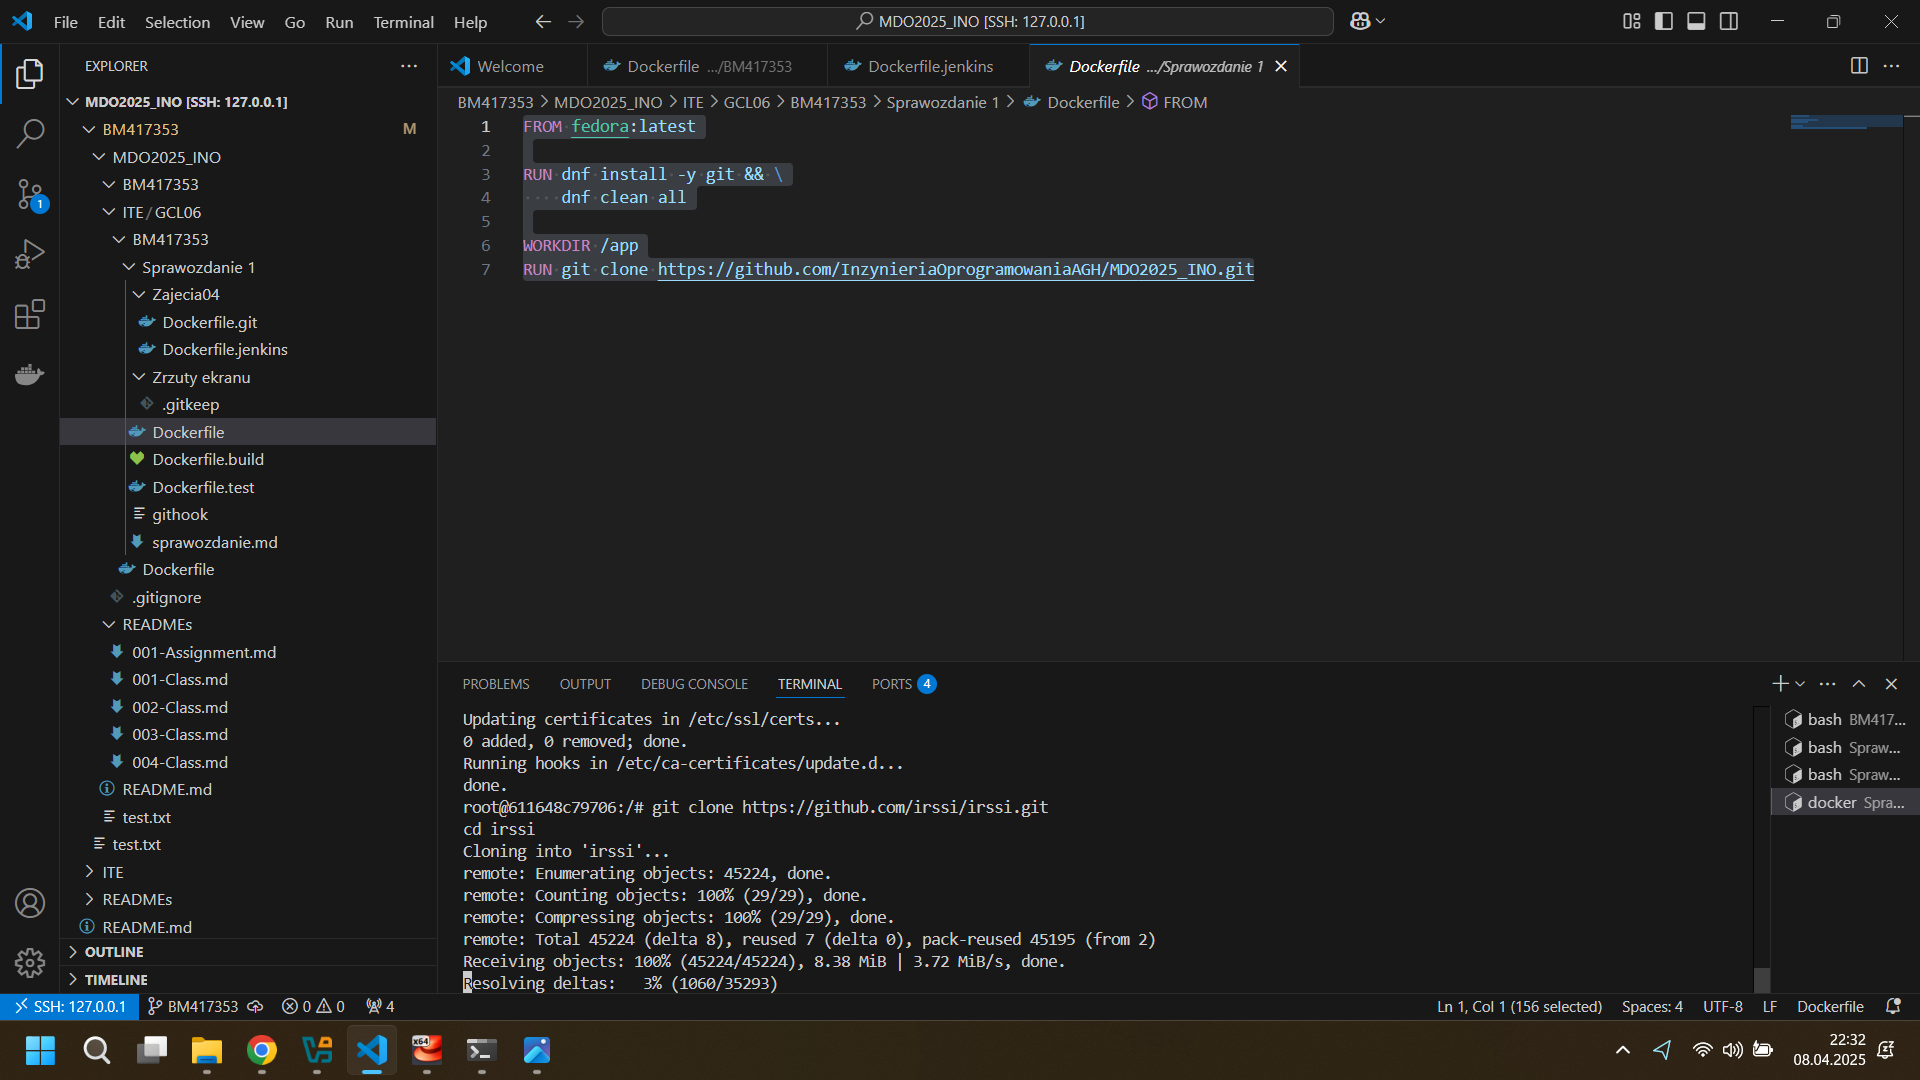 File Edit Selection View Go Run Terminal Help
MDO2025_INO [SSH: 127.0.0.1]
EXPLORER
MDO2025_INO [SSH: 127.0.0.1]
BM417353 M
MDO2025_INO
BM417353
ITE / GCL06
BM417353
Sprawozdanie 1
Zajecia04
Dockerfile.git
Dockerfile.jenkins
Zrzuty ekranu
.gitkeep
Dockerfile
Dockerfile.build
Dockerfile.test
githook
sprawozdanie.md
Dockerfile
.gitignore
READMEs
001-Assignment.md
001-Class.md
002-Class.md
003-Class.md
004-Class.md
README.md
test.txt
test.txt
ITE
READMEs
README.md
OUTLINE
TIMELINE
1
Welcome
Dockerfile .../BM417353
Dockerfile.jenkins
Dockerfile .../Sprawozdanie 1
BM417353 > MDO2025_INO > ITE > GCL06 > BM417353 > Sprawozdanie 1 > Dockerfile > FROM
1 FROM fedora:latest
2
3 RUN dnf install -y git && \
4 dnf clean all
5
6 WORKDIR /app
7 RUN git clone https://github.com/InzynieriaOprogramowaniaAGH/MDO2025_INO.git
PROBLEMS OUTPUT DEBUG CONSOLE TERMINAL PORTS 4
Updating certificates in /etc/ssl/certs...
0 added, 0 removed; done.
Running hooks in /etc/ca-certificates/update.d...
done.
root@611648c79706:/# git clone https://github.com/irssi/irssi.git
cd irssi
Cloning into 'irssi'...
remote: Enumerating objects: 45224, done.
remote: Counting objects: 100% (29/29), done.
remote: Compressing objects: 100% (29/29), done.
remote: Total 45224 (delta 8), reused 7 (delta 0), pack-reused 45195 (from 2)
Receiving objects: 100% (45224/45224), 8.38 MiB | 3.72 MiB/s, done.
Resolving deltas: 3% (1060/35293)
bash BM417...
bash Spraw...
bash Spraw...
docker Spra...
SSH: 127.0.0.1 BM417353 0 0 4
Ln 1, Col 1 (156 selected) Spaces: 4 UTF-8 LF Dockerfile
x64
22:32
08.04.2025